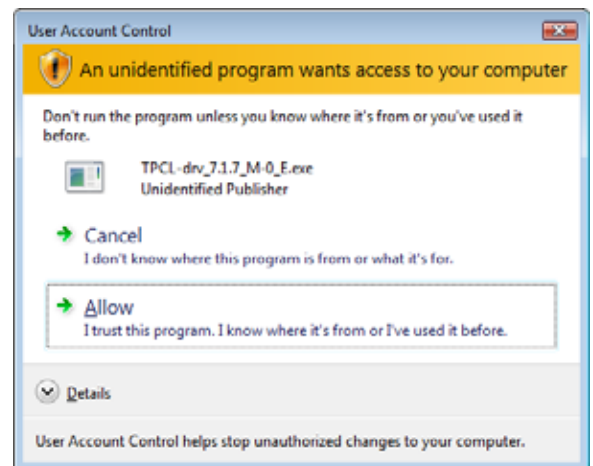 User Account Control
An unidentified program wants access to your computer
Don't run the program unless you know where it's from or you've used it
before.
TPCL-drv_7.1.7_M-0_E.exe
Unidentified Publisher
Cancel
I don't know where this program is from or what it's for.
Allow
I trust this program. I know where it's from or I've used it before.
Details
User Account Control helps stop unauthorized changes to your computer.